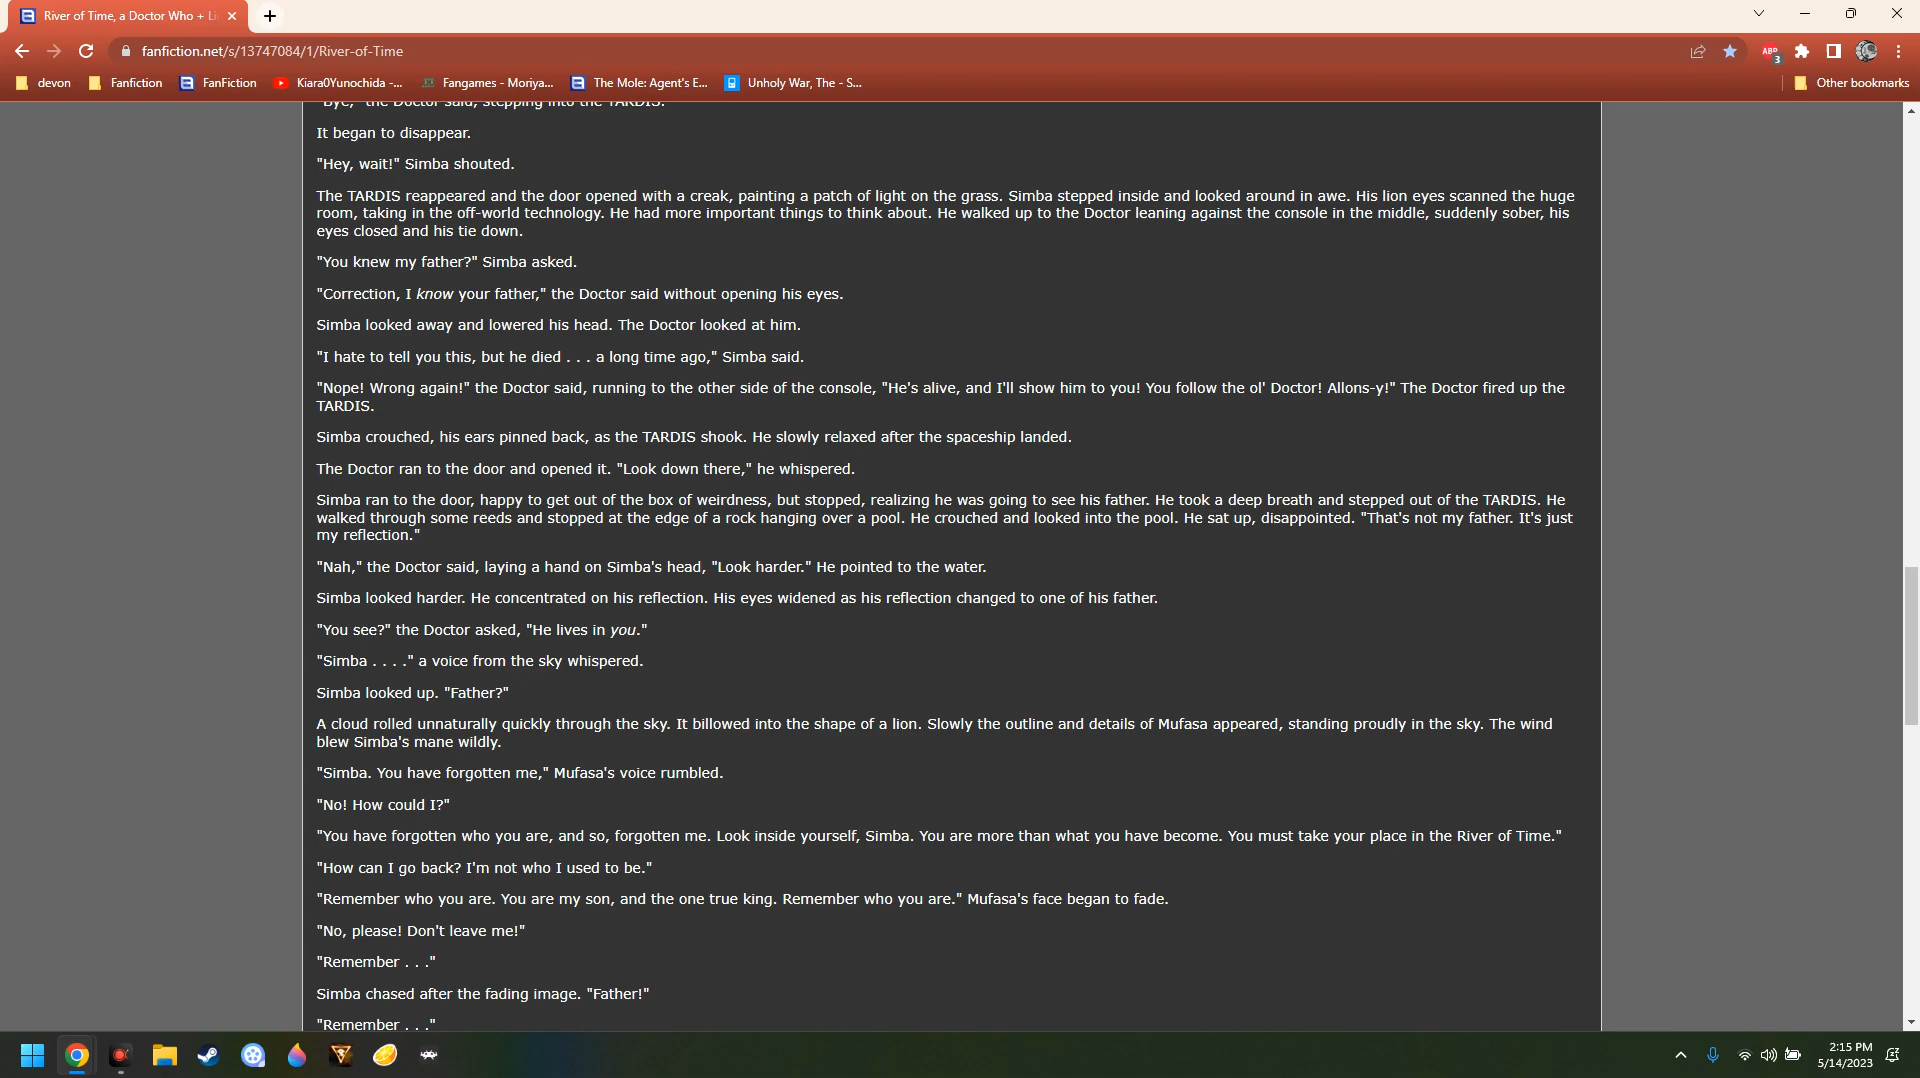 River of Time, a Doctor Who + Li
fanfiction.net/s/13747084/1/River-of-Time
ABP
3
devon
Fanfiction
FanFiction
Kiara0Yunochida -...
Fangames - Moriya...
The Mole: Agent's E...
Unholy War, The - S...
Other bookmarks
"Bye," the Doctor said, stepping into the TARDIS.
It began to disappear.
"Hey, wait!" Simba shouted.
The TARDIS reappeared and the door opened with a creak, painting a patch of light on the grass. Simba stepped inside and looked around in awe. His lion eyes scanned the huge
room, taking in the off-world technology. He had more important things to think about. He walked up to the Doctor leaning against the console in the middle, suddenly sober, his
eyes closed and his tie down.
"You knew my father?" Simba asked.
"Correction, I know your father," the Doctor said without opening his eyes.
Simba looked away and lowered his head. The Doctor looked at him.
"I hate to tell you this, but he died . . . a long time ago," Simba said.
"Nope! Wrong again!" the Doctor said, running to the other side of the console, "He's alive, and I'll show him to you! You follow the ol' Doctor! Allons-y!" The Doctor fired up the
TARDIS.
Simba crouched, his ears pinned back, as the TARDIS shook. He slowly relaxed after the spaceship landed.
The Doctor ran to the door and opened it. "Look down there," he whispered.
Simba ran to the door, happy to get out of the box of weirdness, but stopped, realizing he was going to see his father. He took a deep breath and stepped out of the TARDIS. He
walked through some reeds and stopped at the edge of a rock hanging over a pool. He crouched and looked into the pool. He sat up, disappointed. "That's not my father. It's just
my reflection."
"Nah," the Doctor said, laying a hand on Simba's head, "Look harder." He pointed to the water.
Simba looked harder. He concentrated on his reflection. His eyes widened as his reflection changed to one of his father.
"You see?" the Doctor asked, "He lives in you."
"Simba . . . ." a voice from the sky whispered.
Simba looked up. "Father?"
A cloud rolled unnaturally quickly through the sky. It billowed into the shape of a lion. Slowly the outline and details of Mufasa appeared, standing proudly in the sky. The wind
blew Simba's mane wildly.
"Simba. You have forgotten me," Mufasa's voice rumbled.
"No! How could I?"
"You have forgotten who you are, and so, forgotten me. Look inside yourself, Simba. You are more than what you have become. You must take your place in the River of Time."
"How can I go back? I'm not who I used to be."
"Remember who you are. You are my son, and the one true king. Remember who you are." Mufasa's face began to fade.
"No, please! Don't leave me!"
"Remember . . ."
Simba chased after the fading image. "Father!"
"Remember . . ."
2:15 PM
5/14/2023